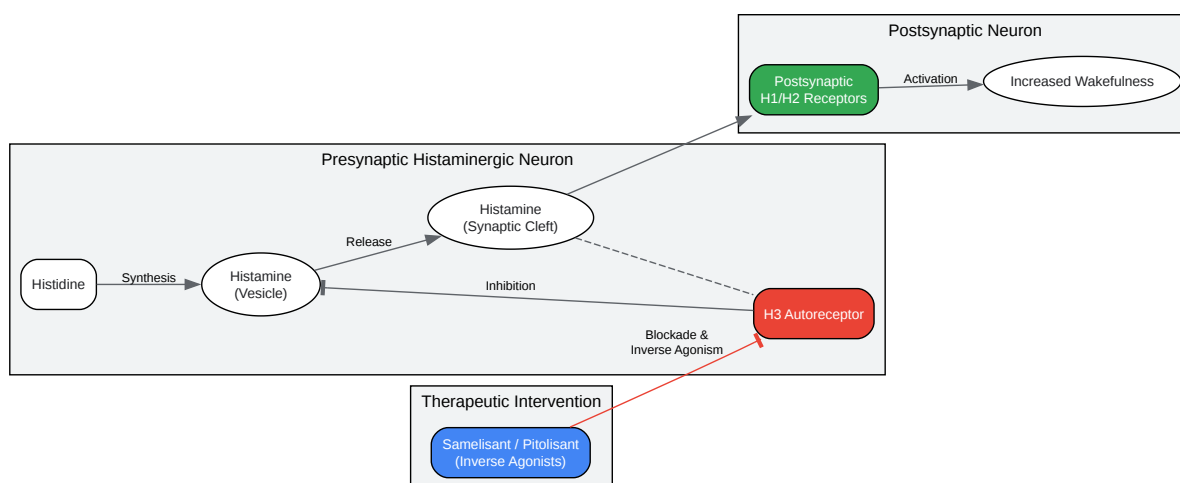 Postsynaptic Neuron
Postsynaptic
H1/H2 Receptors
Activation
Increased Wakefulness
Presynaptic Histaminergic Neuron
Histamine
(Synaptic Cleft)
Release
Histidine
Synthesis
Histamine
(Vesicle)
Inhibition
H3 Autoreceptor
Blockade &
Inverse Agonism
Therapeutic Intervention
Samelisant / Pitolisant
(Inverse Agonists)